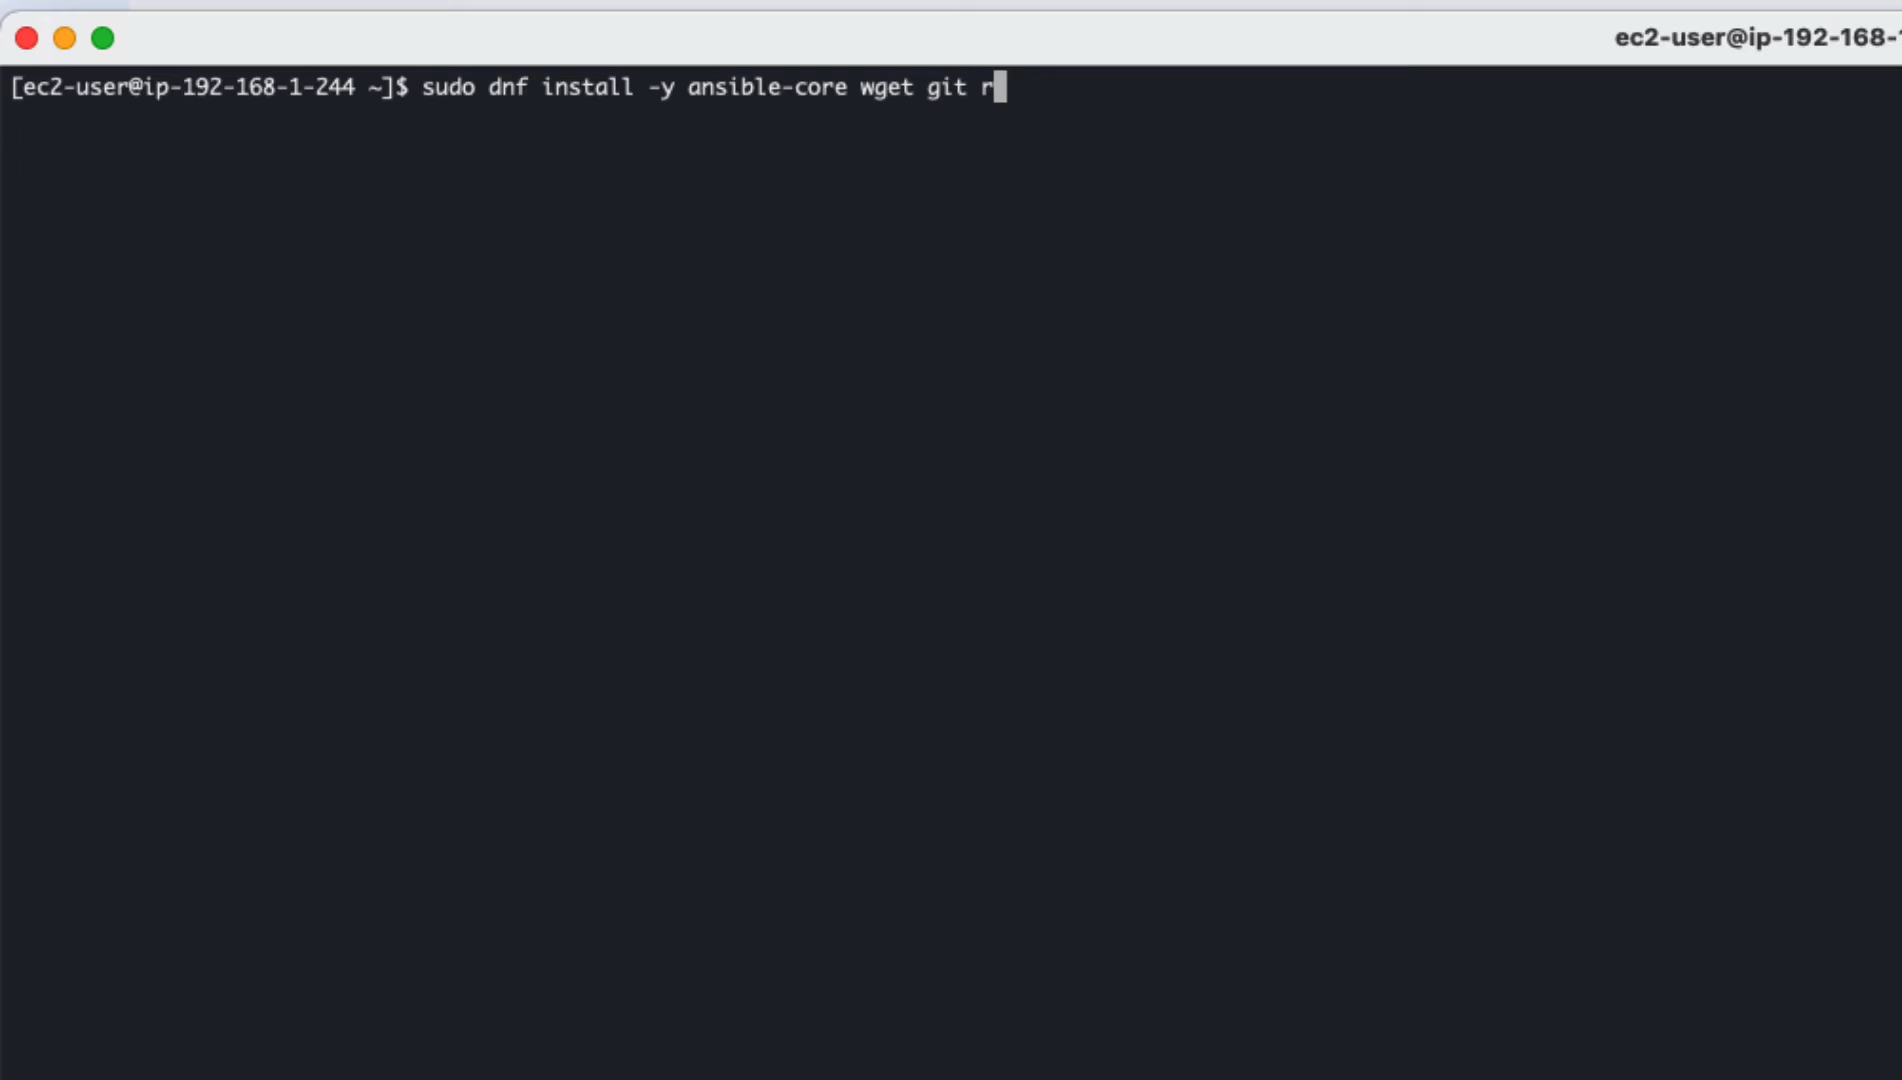 ec2-user@ip-192-168-
[ec2-user@ip-192-168-1-244 ~]$ sudo dnf install -y ansible-core wget git r